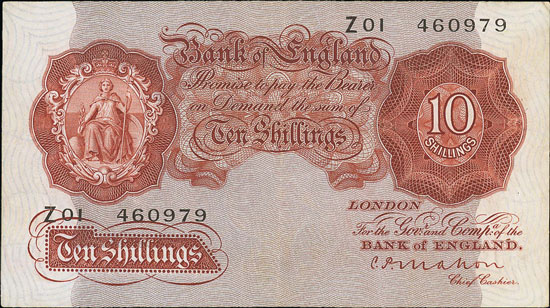 Z01 460979
Bank of England
Promise to pay the Bearer
on Demand the sum of
Ten Shillings
10
SHILLINGS
Z01 460979
Ten Shillings
LONDON
For the Govr. and Compa. of the
BANK OF ENGLAND.
C.P. Mahon
Chief Cashier.